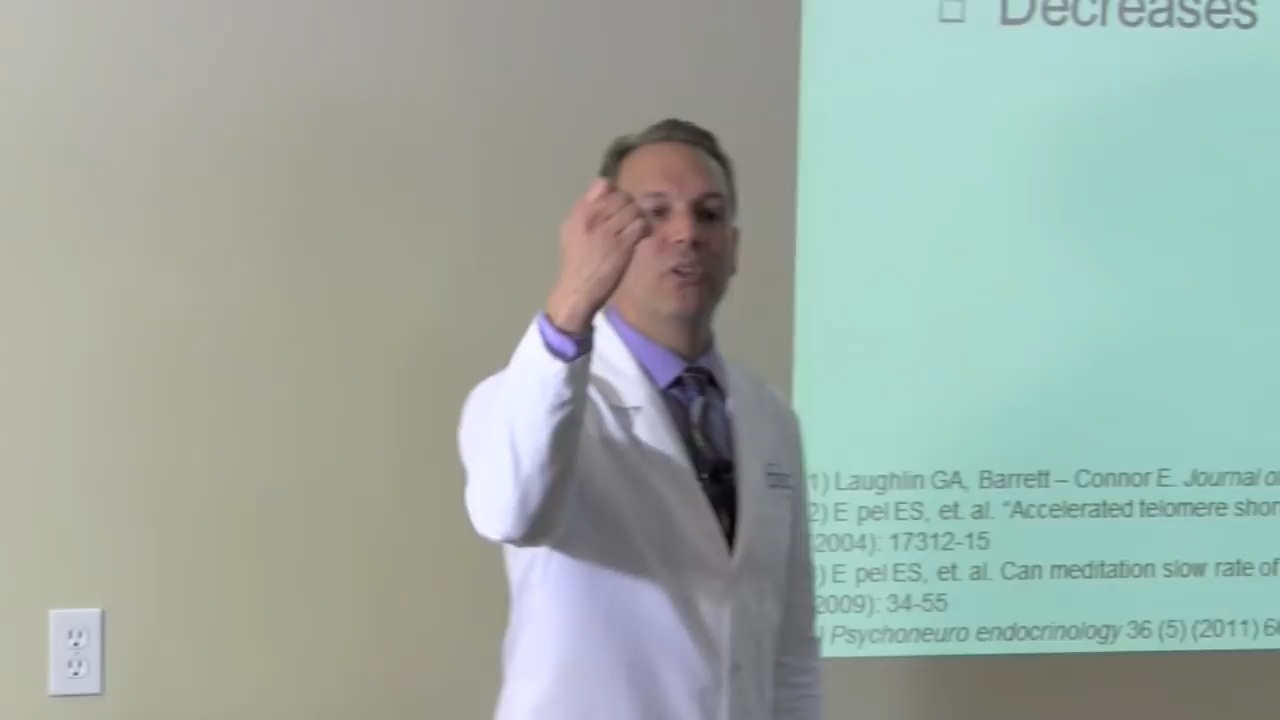 Decreases
1) Laughlin GA, Barrett – Connor E. Journal o
2) E pel ES, et. al. "Accelerated telomere shor
(2004): 17312-15
) E pel ES, et. al. Can meditation slow rate of
2009): 34-55
Psychoneuro endocrinology 36 (5) (2011) 6